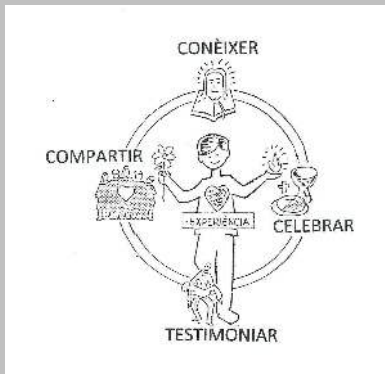 CONÈIXER
COMPARTIR
EXPERIÈNCIA
CELEBRAR
TESTIMONIAR